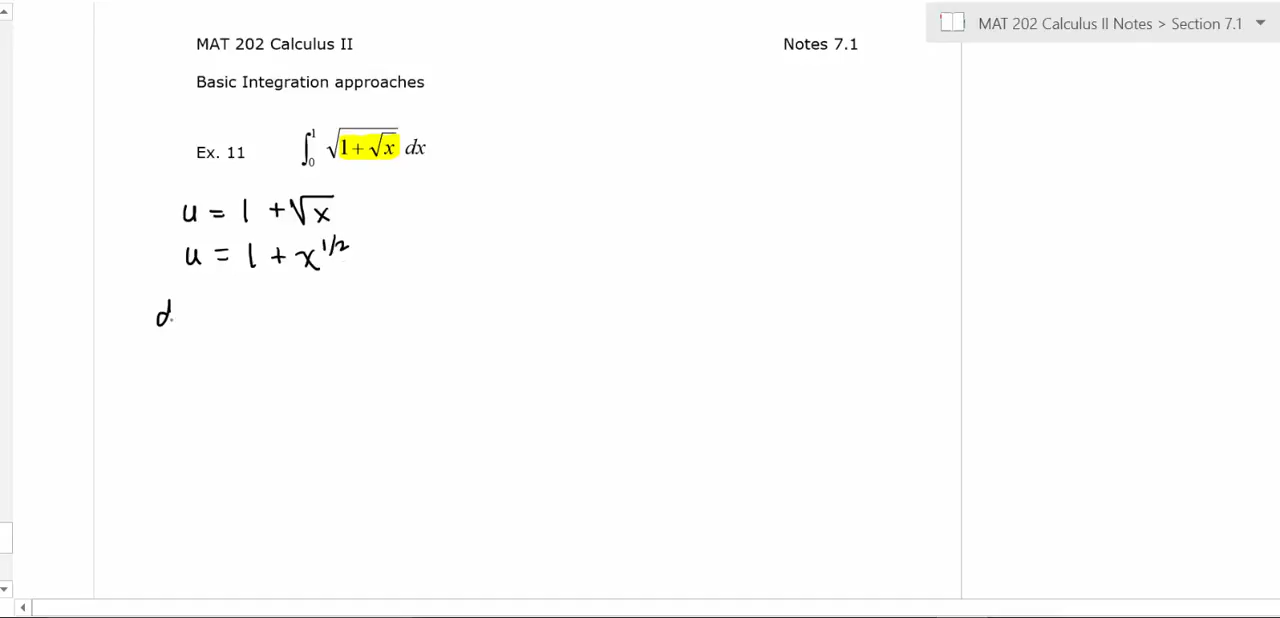 MAT 202 Calculus II Notes > Section 7.1
MAT 202 Calculus II Notes 7.1
Basic Integration approaches
Ex. 11 ∫₀¹ √(1 + √x) dx
u = 1 + √x
u = 1 + x^1/2
d